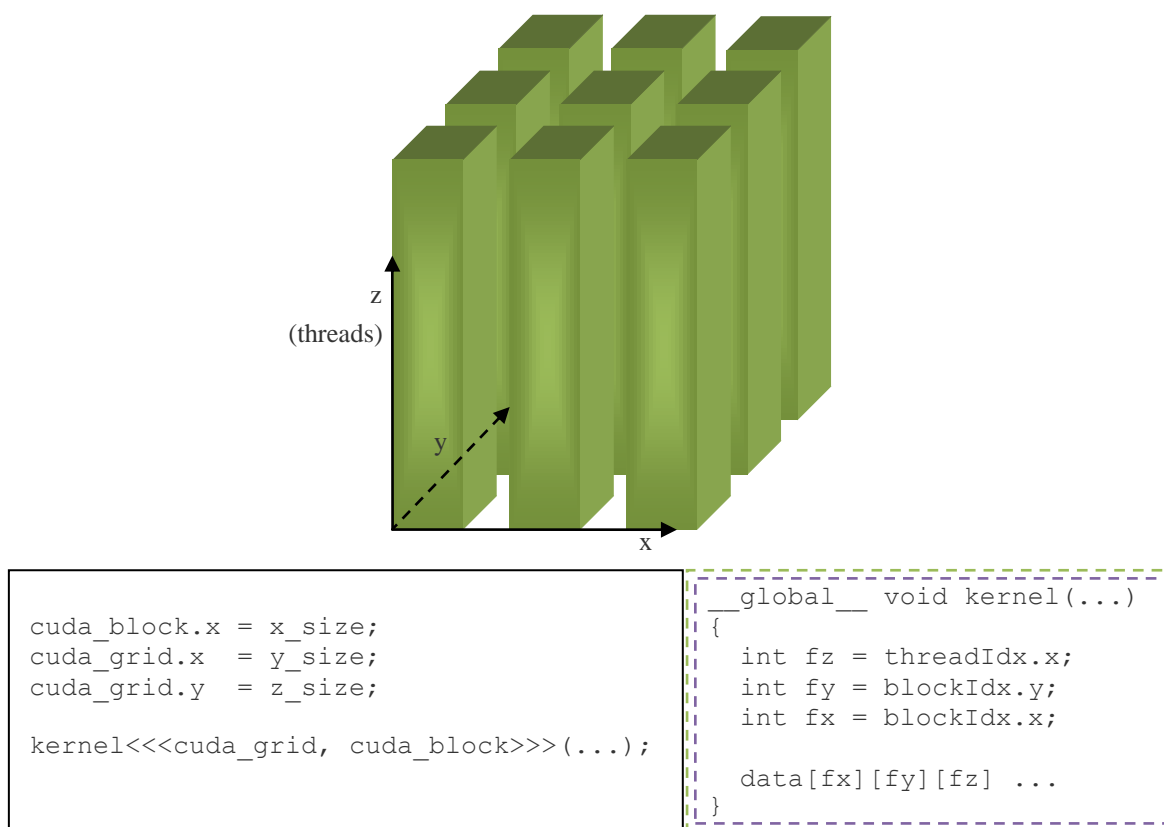 z
(threads)
y
x
cuda_block.x = x_size;
cuda_grid.x  = y_size;
cuda_grid.y  = z_size;
kernel<<<cuda_grid, cuda_block>>>(...);
__global__ void kernel(...)
{
  int fz = threadIdx.x;
  int fy = blockIdx.y;
  int fx = blockIdx.x;
  data[fx][fy][fz] ...
}